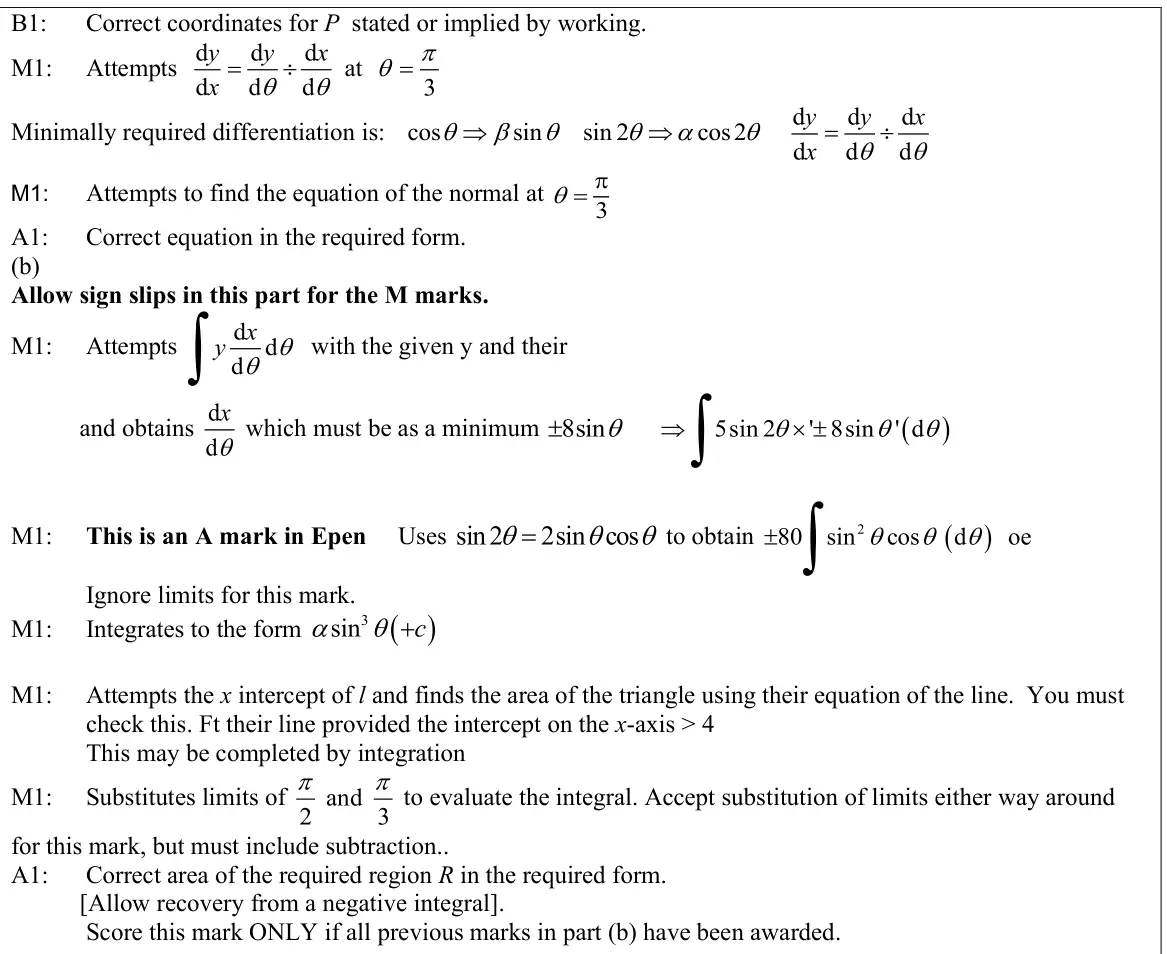 B1: Correct coordinates for P stated or implied by working.
M1: Attempts dy/dx = dy/dθ ÷ dx/dθ at θ = π/3
Minimally required differentiation is: cosθ ⇒ β sinθ sin 2θ ⇒ α cos 2θ dy/dx = dy/dθ ÷ dx/dθ
M1: Attempts to find the equation of the normal at θ = π/3
A1: Correct equation in the required form.
(b)
Allow sign slips in this part for the M marks.
M1: Attempts ∫ y dx/dθ dθ with the given y and their
and obtains dx/dθ which must be as a minimum ±8sinθ ⇒ ∫ 5sin 2θ × '± 8sinθ ' (dθ)
M1: This is an A mark in Epen Uses sin 2θ = 2sinθcosθ to obtain ±80 ∫ sin² θ cosθ (dθ) oe
Ignore limits for this mark.
M1: Integrates to the form α sin³ θ (+c)
M1: Attempts the x intercept of l and finds the area of the triangle using their equation of the line. You must
check this. Ft their line provided the intercept on the x-axis > 4
This may be completed by integration
M1: Substitutes limits of π/2 and π/3 to evaluate the integral. Accept substitution of limits either way around
for this mark, but must include subtraction..
A1: Correct area of the required region R in the required form.
[Allow recovery from a negative integral].
Score this mark ONLY if all previous marks in part (b) have been awarded.